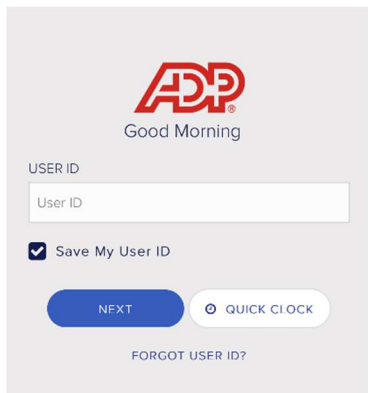 ADP®
Good Morning
USER ID
User ID
Save My User ID
NEXT
QUICK CLOCK
FORGOT USER ID?